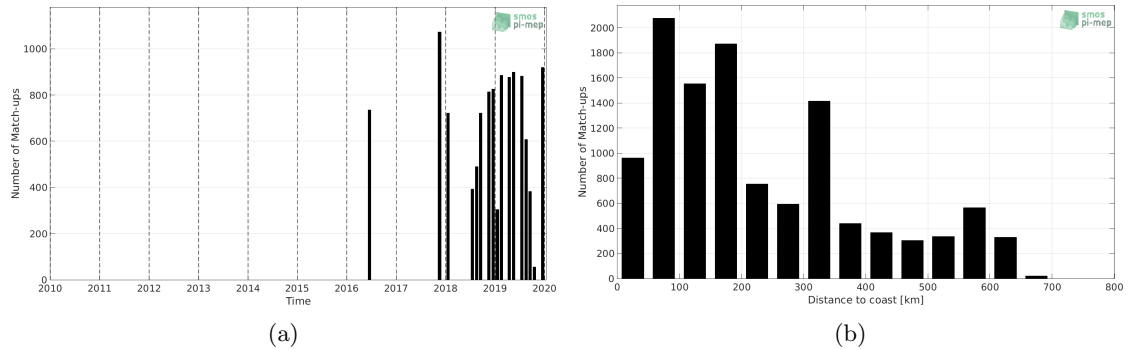 smos
pi-mep
1000
800
600
400
200
0
Number of Match-ups
2010 2011 2012 2013 2014 2015 2016 2017 2018 2019 2020
Time
(a)
smos
pi-mep
2000
1800
1600
1400
1200
1000
800
600
400
200
0
Number of Match-ups
0 100 200 300 400 500 600 700 800
Distance to coast [km]
(b)